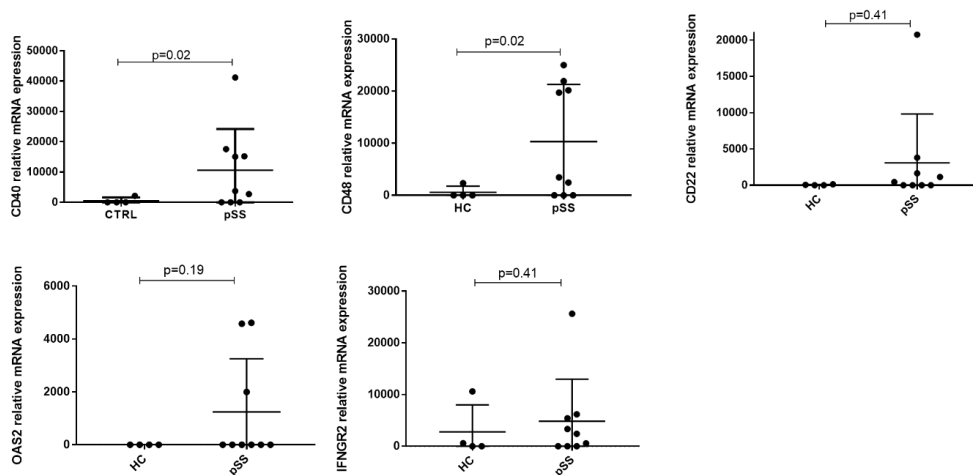 CD40 relative mRNA epression
50000
40000
30000
20000
10000
0
p=0.02
CTRL
pSS
CD48 relative mRNA expression
30000
20000
10000
0
p=0.02
HC
pSS
CD22 relative mRNA expression
20000
15000
10000
5000
0
p=0.41
HC
pSS
OAS2 relative mRNA expression
6000
4000
2000
0
p=0.19
HC
pSS
IFNGR2 relative mRNA expression
30000
20000
10000
0
p=0.41
HC
pSS